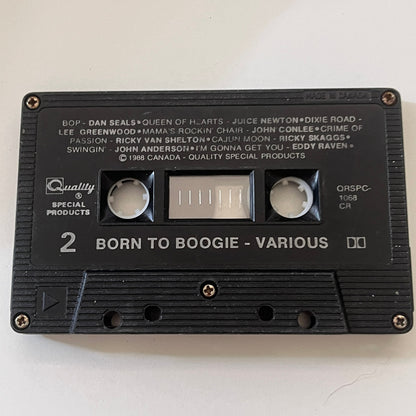 MADE IN CANADA
BOP - DAN SEALS • QUEEN OF HEARTS - JUICE NEWTON • DIXIE ROAD -
LEE GREENWOOD • MAMA'S ROCKIN' CHAIR - JOHN CONLEE • CRIME OF
PASSION - RICKY VAN SHELTON • CAJUN MOON - RICKY SKAGGS •
SWINGIN' - JOHN ANDERSON • I'M GONNA GET YOU - EDDY RAVEN •
© 1988 CANADA - QUALITY SPECIAL PRODUCTS
Quality ®
SPECIAL
PRODUCTS
QRSPC-
1068
CR
2 BORN TO BOOGIE - VARIOUS